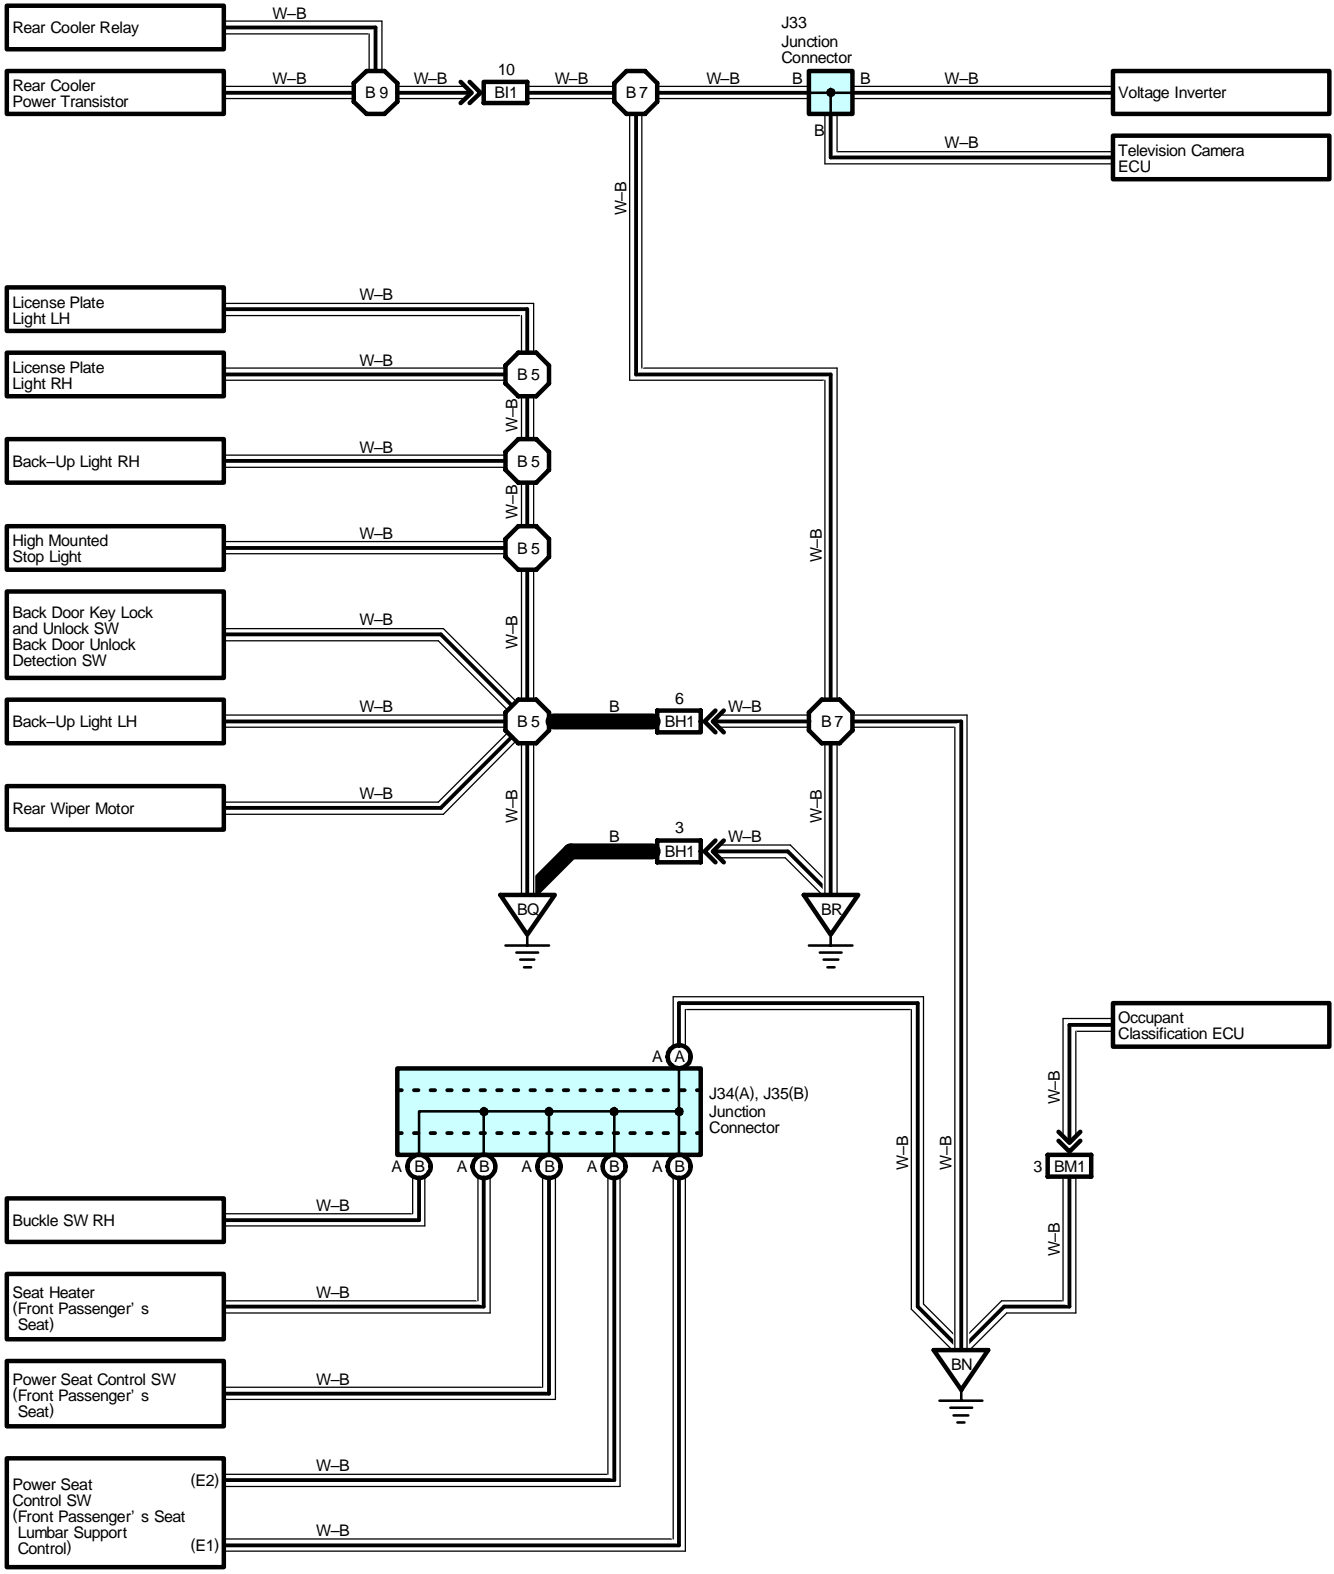 Rear Cooler Relay
W–B
J33
Junction
Connector
Rear Cooler
Power Transistor
W–B
B 9
W–B
10
BI1
W–B
B 7
W–B
B
B
W–B
Voltage Inverter
B
W–B
Television Camera
ECU
W–B
License Plate
Light LH
W–B
License Plate
Light RH
W–B
B 5
W–B
Back–Up Light RH
W–B
B 5
W–B
High Mounted
Stop Light
W–B
B 5
W–B
Back Door Key Lock
and Unlock SW
Back Door Unlock
Detection SW
W–B
W–B
Back–Up Light LH
W–B
B 5
B
6
BH1
W–B
B 7
Rear Wiper Motor
W–B
W–B
B
3
BH1
W–B
W–B
BQ
BR
Occupant
Classification ECU
A
A
W–B
J34(A), J35(B)
Junction
Connector
W–B
W–B
3
BM1
W–B
A
B
A
B
A
B
A
B
A
B
Buckle SW RH
W–B
Seat Heater
(Front Passenger’ s
Seat)
W–B
Power Seat Control SW
(Front Passenger’ s
Seat)
W–B
BN
Power Seat
Control SW
(Front Passenger’ s Seat
Lumbar Support
Control)
(E2)
W–B
(E1)
W–B